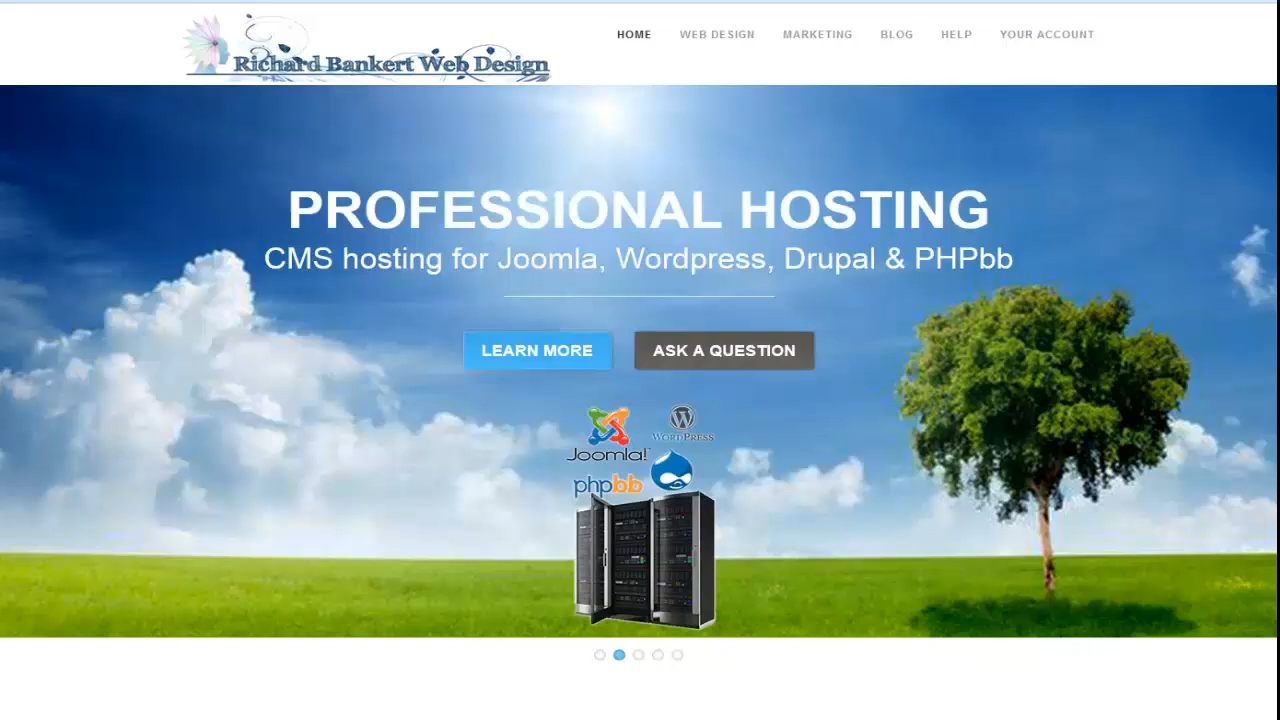 Richard Bankert Web Design
HOME WEB DESIGN MARKETING BLOG HELP YOUR ACCOUNT
PROFESSIONAL HOSTING
CMS hosting for Joomla, Wordpress, Drupal & PHPbb
LEARN MORE ASK A QUESTION
Joomla! WORDPRESS
phpbb